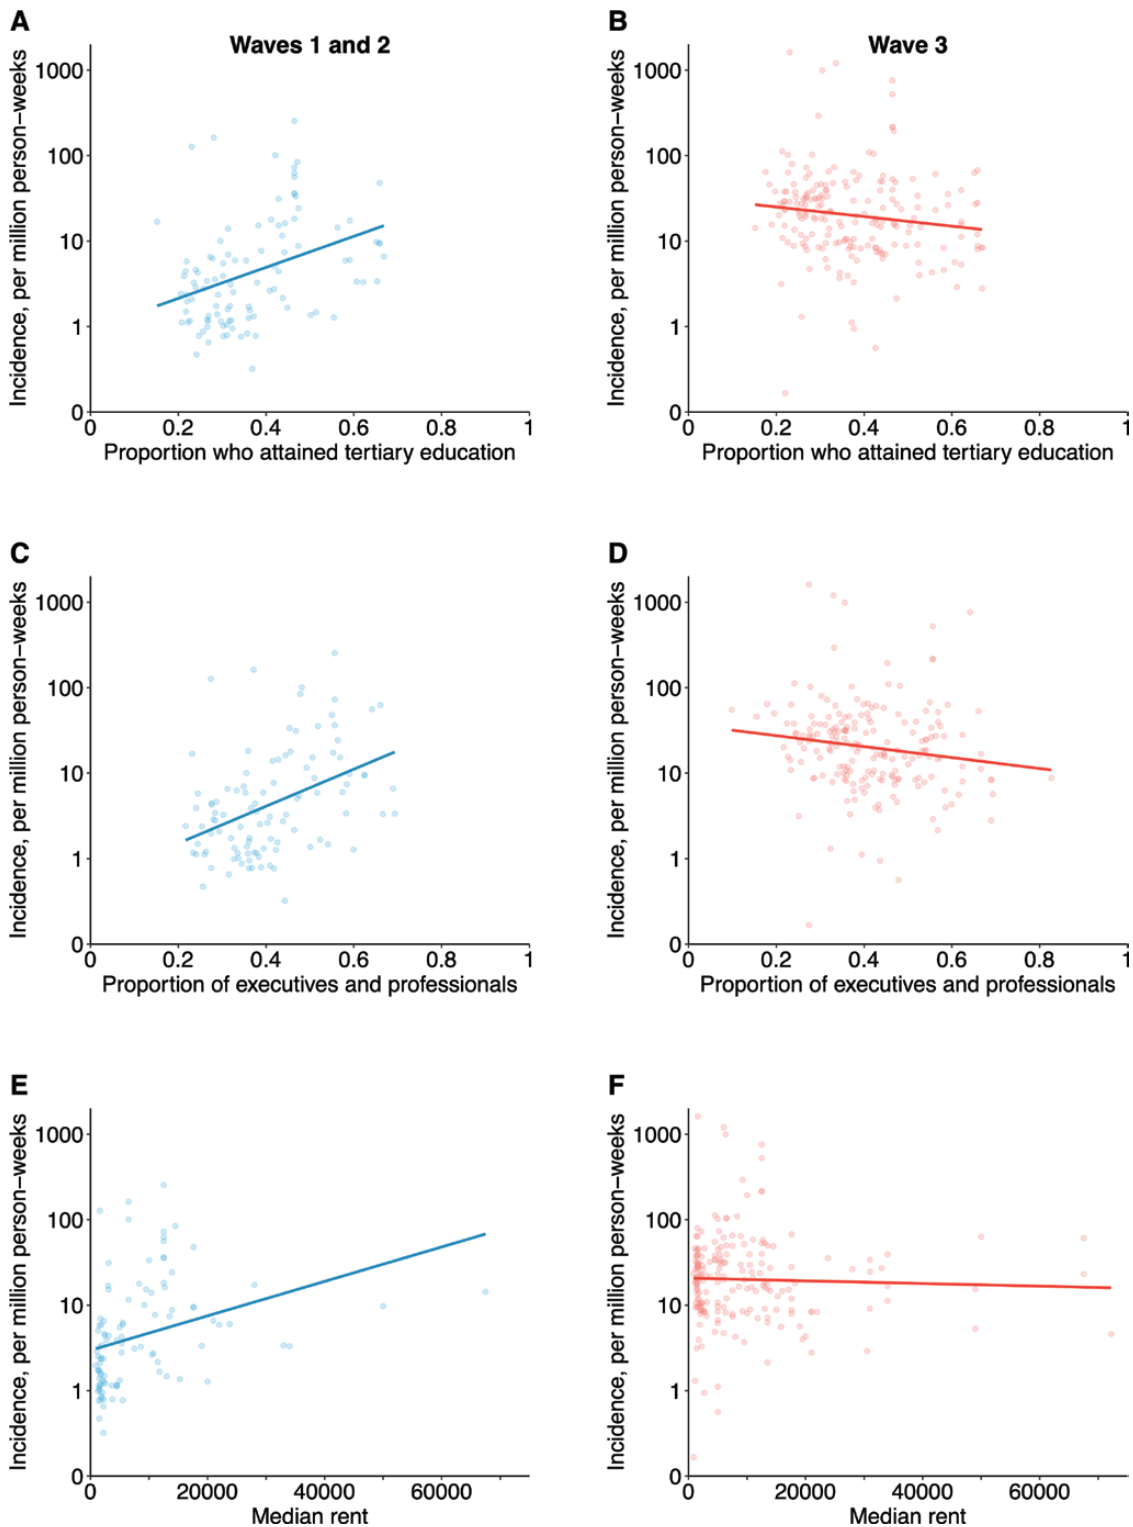 A
Waves 1 and 2
Incidence, per million person–weeks
1000
100
10
1
0
0 0.2 0.4 0.6 0.8 1
Proportion who attained tertiary education
B
Wave 3
Incidence, per million person–weeks
1000
100
10
1
0
0 0.2 0.4 0.6 0.8 1
Proportion who attained tertiary education
C
Incidence, per million person–weeks
1000
100
10
1
0
0 0.2 0.4 0.6 0.8 1
Proportion of executives and professionals
D
Incidence, per million person–weeks
1000
100
10
1
0
0 0.2 0.4 0.6 0.8 1
Proportion of executives and professionals
E
Incidence, per million person–weeks
1000
100
10
1
0
0 20000 40000 60000
Median rent
F
Incidence, per million person–weeks
1000
100
10
1
0
0 20000 40000 60000
Median rent